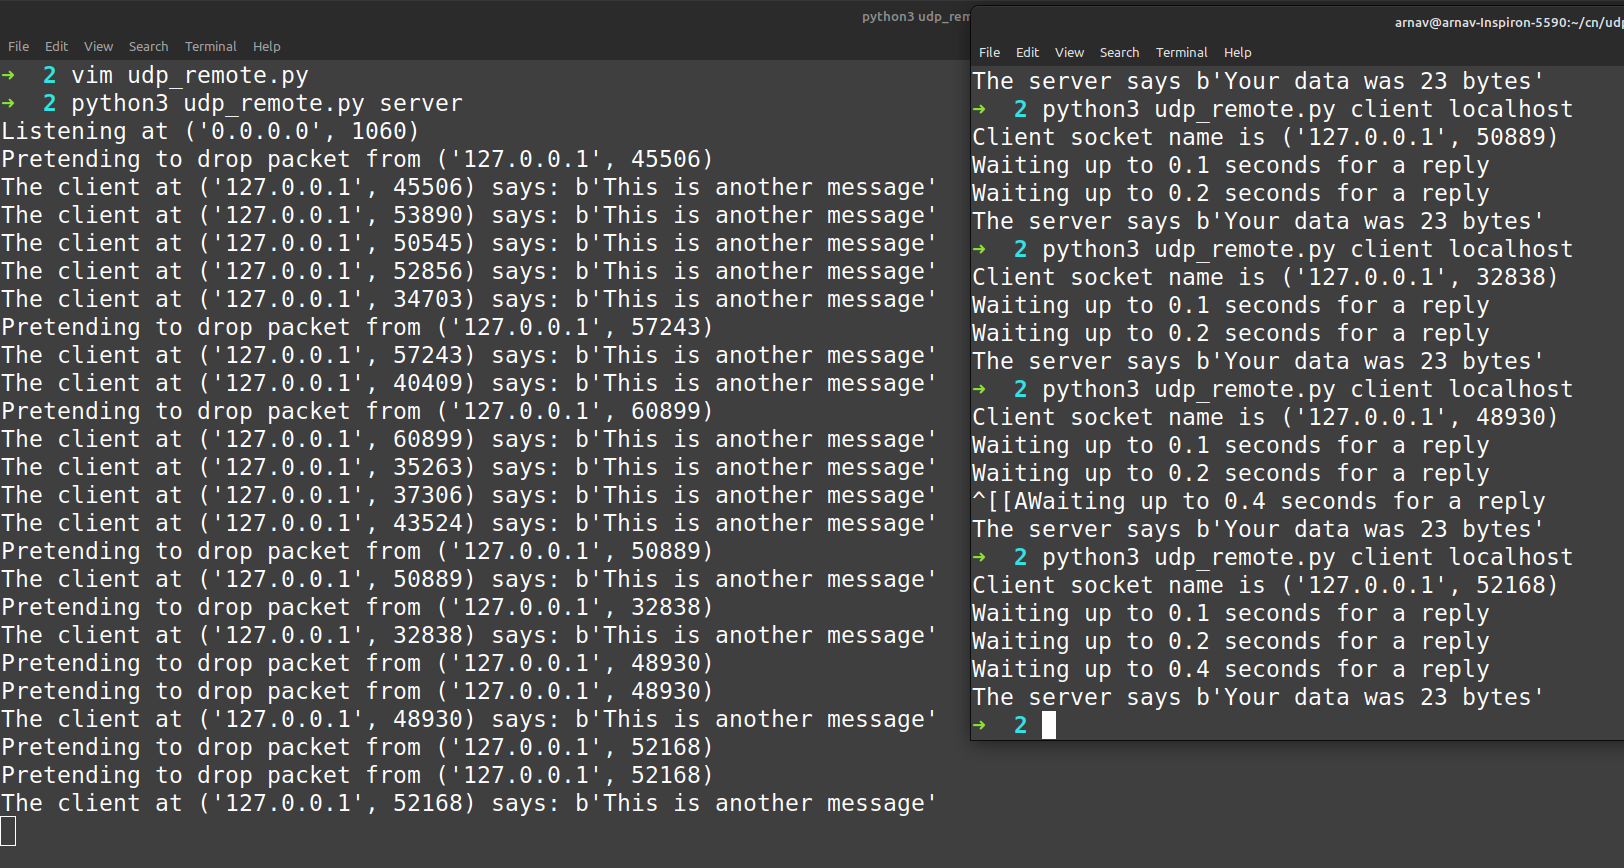 python3 udp_rem
File Edit View Search Terminal Help
➜ 2 vim udp_remote.py
➜ 2 python3 udp_remote.py server
Listening at ('0.0.0.0', 1060)
Pretending to drop packet from ('127.0.0.1', 45506)
The client at ('127.0.0.1', 45506) says: b'This is another message'
The client at ('127.0.0.1', 53890) says: b'This is another message'
The client at ('127.0.0.1', 50545) says: b'This is another message'
The client at ('127.0.0.1', 52856) says: b'This is another message'
The client at ('127.0.0.1', 34703) says: b'This is another message'
Pretending to drop packet from ('127.0.0.1', 57243)
The client at ('127.0.0.1', 57243) says: b'This is another message'
The client at ('127.0.0.1', 40409) says: b'This is another message'
Pretending to drop packet from ('127.0.0.1', 60899)
The client at ('127.0.0.1', 60899) says: b'This is another message'
The client at ('127.0.0.1', 35263) says: b'This is another message'
The client at ('127.0.0.1', 37306) says: b'This is another message'
The client at ('127.0.0.1', 43524) says: b'This is another message'
Pretending to drop packet from ('127.0.0.1', 50889)
The client at ('127.0.0.1', 50889) says: b'This is another message'
Pretending to drop packet from ('127.0.0.1', 32838)
The client at ('127.0.0.1', 32838) says: b'This is another message'
Pretending to drop packet from ('127.0.0.1', 48930)
Pretending to drop packet from ('127.0.0.1', 48930)
The client at ('127.0.0.1', 48930) says: b'This is another message'
Pretending to drop packet from ('127.0.0.1', 52168)
Pretending to drop packet from ('127.0.0.1', 52168)
The client at ('127.0.0.1', 52168) says: b'This is another message'
arnav@arnav-Inspiron-5590:~/cn/udp
File Edit View Search Terminal Help
The server says b'Your data was 23 bytes'
➜ 2 python3 udp_remote.py client localhost
Client socket name is ('127.0.0.1', 50889)
Waiting up to 0.1 seconds for a reply
Waiting up to 0.2 seconds for a reply
The server says b'Your data was 23 bytes'
➜ 2 python3 udp_remote.py client localhost
Client socket name is ('127.0.0.1', 32838)
Waiting up to 0.1 seconds for a reply
Waiting up to 0.2 seconds for a reply
The server says b'Your data was 23 bytes'
➜ 2 python3 udp_remote.py client localhost
Client socket name is ('127.0.0.1', 48930)
Waiting up to 0.1 seconds for a reply
Waiting up to 0.2 seconds for a reply
^[[AWaiting up to 0.4 seconds for a reply
The server says b'Your data was 23 bytes'
➜ 2 python3 udp_remote.py client localhost
Client socket name is ('127.0.0.1', 52168)
Waiting up to 0.1 seconds for a reply
Waiting up to 0.2 seconds for a reply
Waiting up to 0.4 seconds for a reply
The server says b'Your data was 23 bytes'
➜ 2